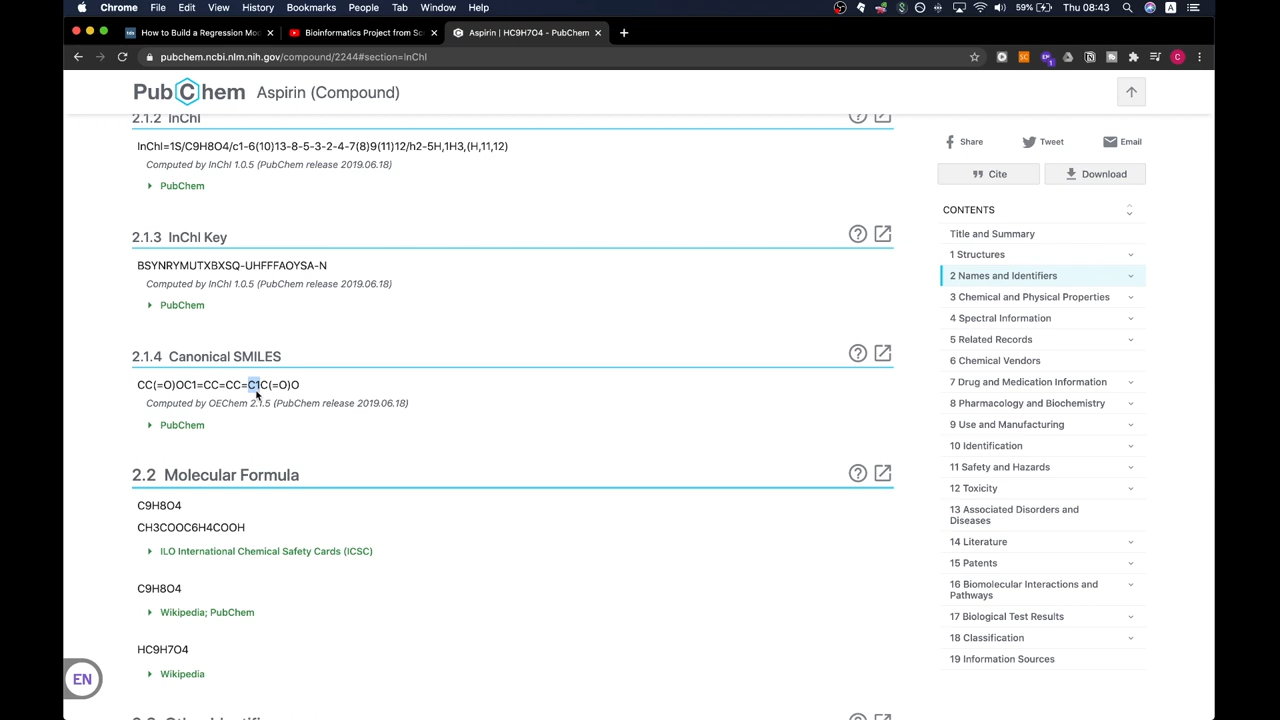 Chrome File Edit View History Bookmarks People Tab Window Help 59% Thu 08:43 A
How to Build a Regression Mod Bioinformatics Project from Scr Aspirin | HC9H7O4 - PubChem
pubchem.ncbi.nlm.nih.gov/compound/2244#section=InChI
PubChem Aspirin (Compound)
2.1.2 InChI
InChI=1S/C9H8O4/c1-6(10)13-8-5-3-2-4-7(8)9(11)12/h2-5H,1H3,(H,11,12)
Computed by InChI 1.0.5 (PubChem release 2019.06.18)
PubChem
2.1.3 InChI Key
BSYNRYMUTXBXSQ-UHFFFAOYSA-N
Computed by InChI 1.0.5 (PubChem release 2019.06.18)
PubChem
2.1.4 Canonical SMILES
CC(=O)OC1=CC=CC=C1C(=O)O
Computed by OEChem 2.1.5 (PubChem release 2019.06.18)
PubChem
2.2 Molecular Formula
C9H8O4
CH3COOC6H4COOH
ILO International Chemical Safety Cards (ICSC)
C9H8O4
Wikipedia; PubChem
HC9H7O4
Wikipedia
EN
Share Tweet Email
Cite Download
CONTENTS
Title and Summary
1 Structures
2 Names and Identifiers
3 Chemical and Physical Properties
4 Spectral Information
5 Related Records
6 Chemical Vendors
7 Drug and Medication Information
8 Pharmacology and Biochemistry
9 Use and Manufacturing
10 Identification
11 Safety and Hazards
12 Toxicity
13 Associated Disorders and
Diseases
14 Literature
15 Patents
16 Biomolecular Interactions and
Pathways
17 Biological Test Results
18 Classification
19 Information Sources